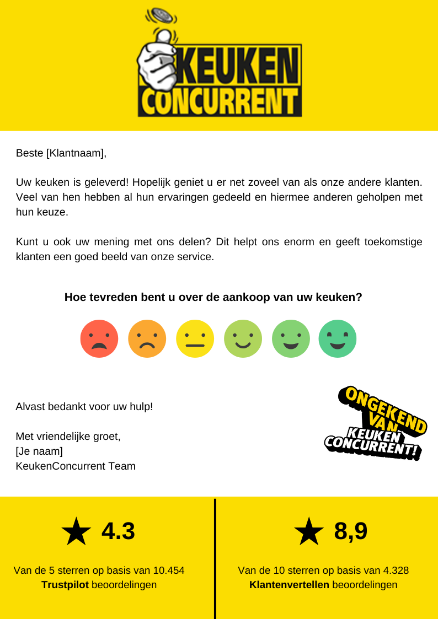 KEUKEN
CONCURRENT
Beste [Klantnaam],
Uw keuken is geleverd! Hopelijk geniet u er net zoveel van als onze andere klanten.
Veel van hen hebben al hun ervaringen gedeeld en hiermee anderen geholpen met
hun keuze.
Kunt u ook uw mening met ons delen? Dit helpt ons enorm en geeft toekomstige
klanten een goed beeld van onze service.
Hoe tevreden bent u over de aankoop van uw keuken?
Alvast bedankt voor uw hulp!
Met vriendelijke groet,
[Je naam]
KeukenConcurrent Team
ONGEKEND
VAN
KEUKEN
CONCURRENT!
4.3
Van de 5 sterren op basis van 10.454
Trustpilot beoordelingen
8,9
Van de 10 sterren op basis van 4.328
Klantenvertellen beoordelingen